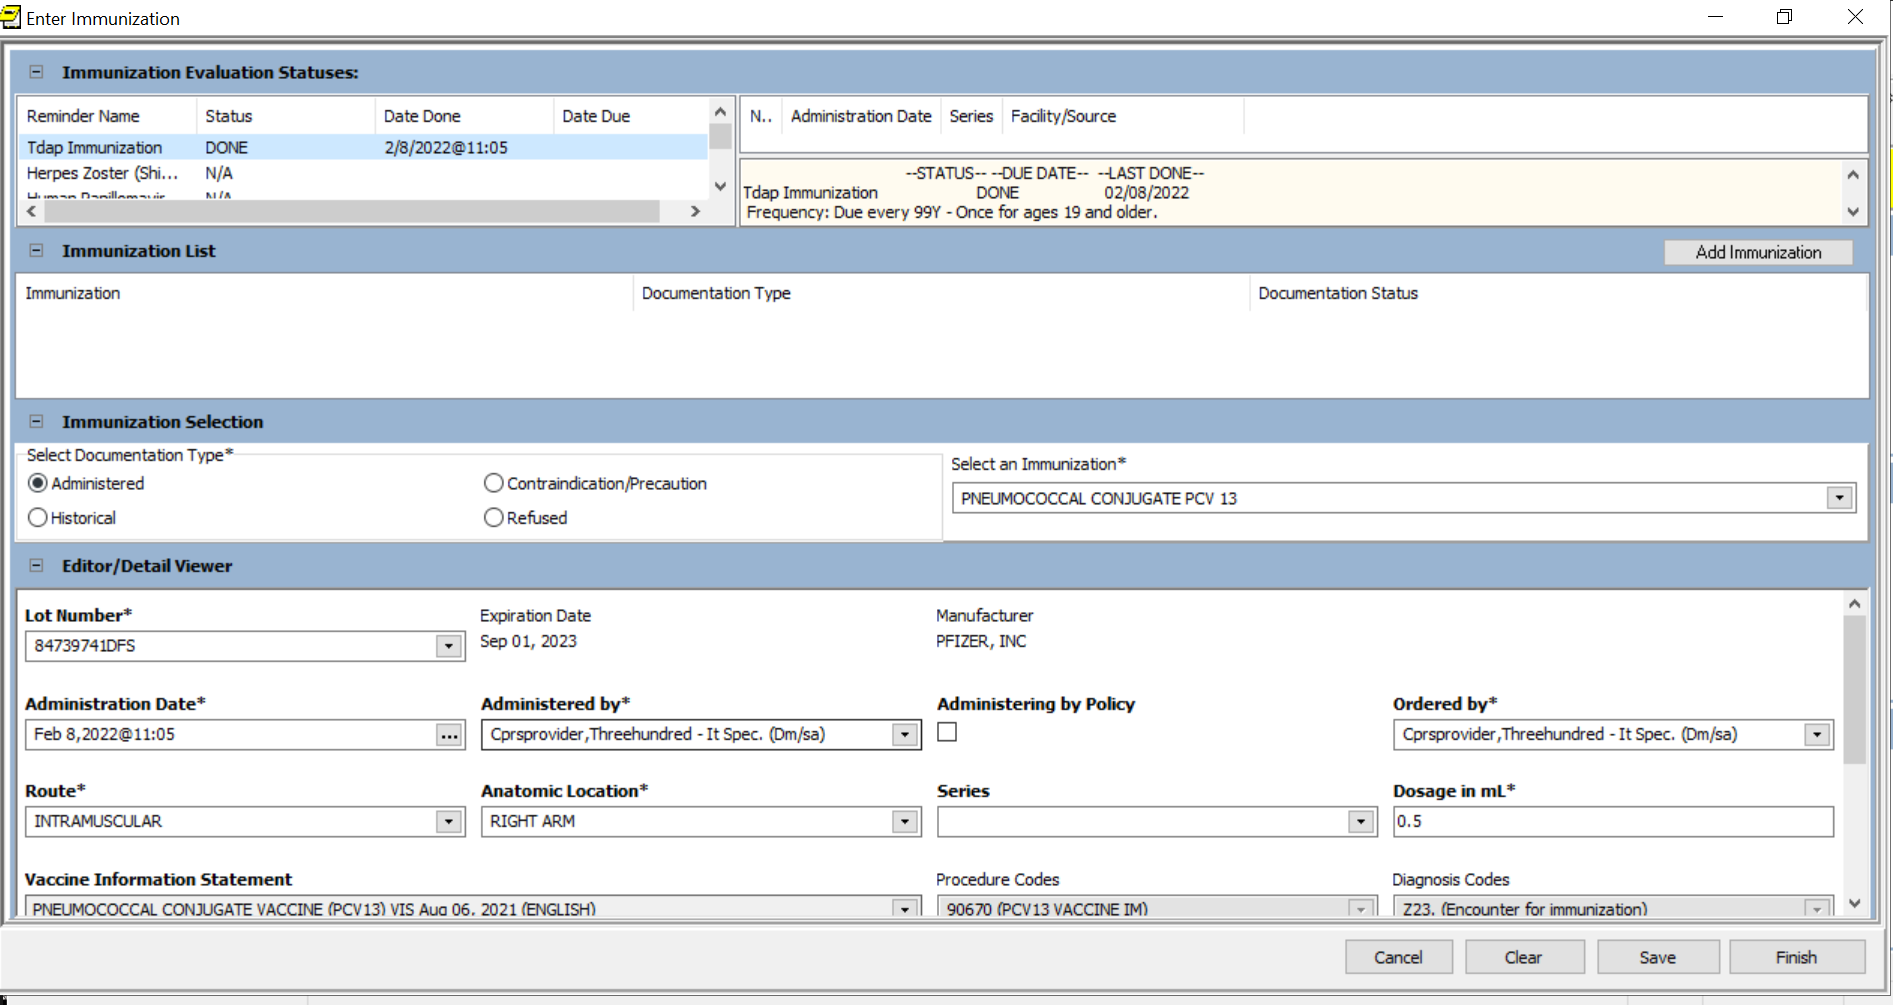 Enter Immunization
Immunization Evaluation Statuses:
Reminder Name Status Date Done Date Due
Tdap Immunization DONE 2/8/2022@11:05
Herpes Zoster (Shi... N/A
Human Papillomavir N/A
N.. Administration Date Series Facility/Source
--STATUS-- --DUE DATE-- --LAST DONE--
Tdap Immunization DONE 02/08/2022
Frequency: Due every 99Y - Once for ages 19 and older.
Immunization List Add Immunization
Immunization Documentation Type Documentation Status
Immunization Selection
Select Documentation Type*
Administered Contraindication/Precaution
Historical Refused
Select an Immunization*
PNEUMOCOCCAL CONJUGATE PCV 13
Editor/Detail Viewer
Lot Number* Expiration Date Manufacturer
84739741DFS Sep 01, 2023 PFIZER, INC
Administration Date* Administered by* Administering by Policy Ordered by*
Feb 8,2022@11:05 ... Cprsprovider,Threehundred - It Spec. (Dm/sa) Cprsprovider,Threehundred - It Spec. (Dm/sa)
Route* Anatomic Location* Series Dosage in mL*
INTRAMUSCULAR RIGHT ARM 0.5
Vaccine Information Statement Procedure Codes Diagnosis Codes
PNEUMOCOCCAL CONJUGATE VACCINE (PCV13) VIS Aug 06, 2021 (ENGLISH) 90670 (PCV13 VACCINE IM) Z23. (Encounter for immunization)
Cancel Clear Save Finish